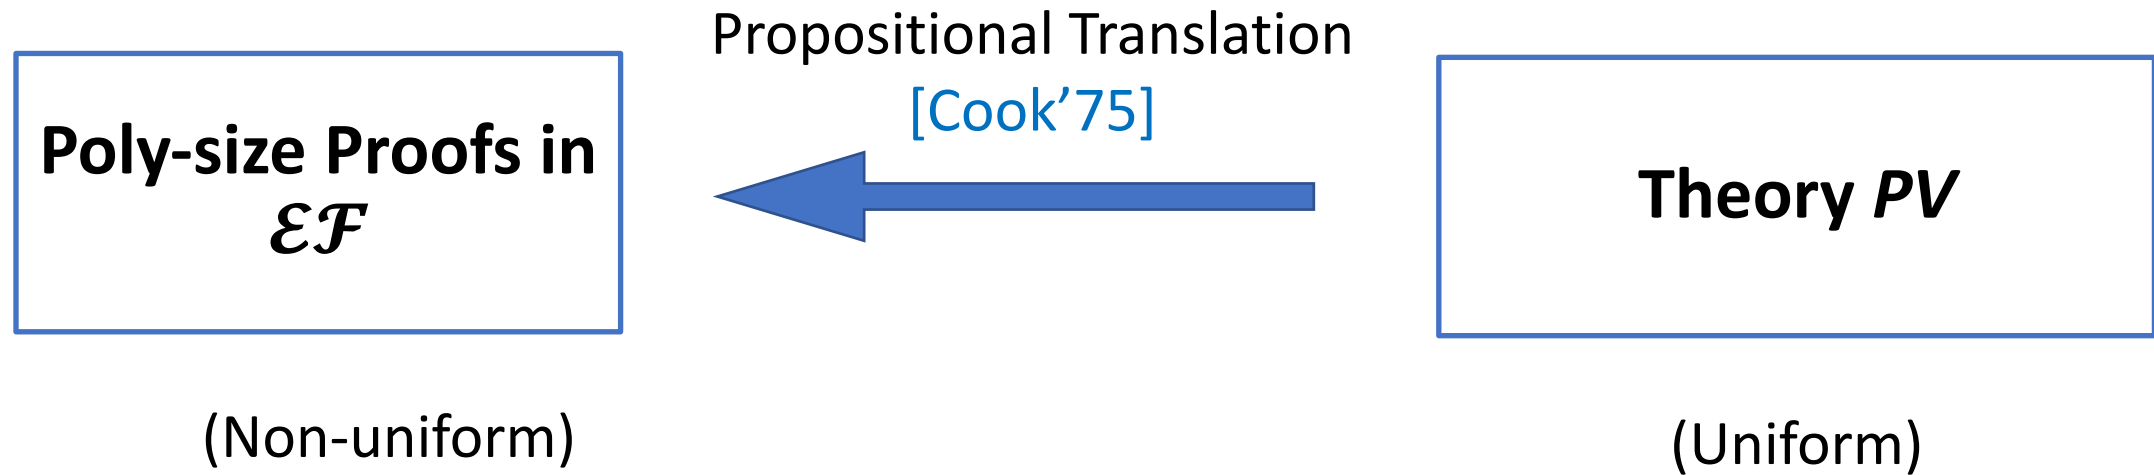 Propositional Translation
[Cook’75]
Poly-size Proofs in
ℰℱ
Theory PV
(Non-uniform)
(Uniform)